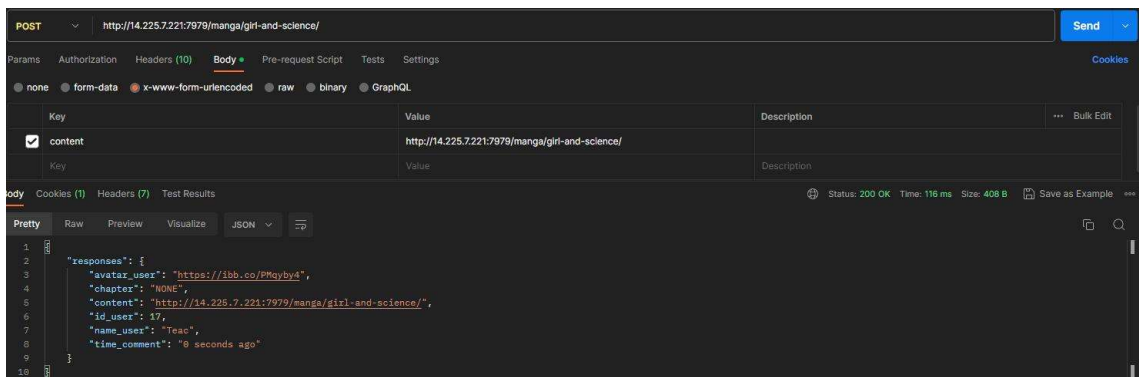 POST http://14.225.7.221:7979/manga/girl-and-science/ Send
Params Authorization Headers (10) Body Pre-request Script Tests Settings Cookies
none form-data x-www-form-urlencoded raw binary GraphQL
Key Value Description ••• Bulk Edit
content http://14.225.7.221:7979/manga/girl-and-science/
Key Value Description
Body Cookies (1) Headers (7) Test Results Status: 200 OK Time: 116 ms Size: 408 B Save as Example •••
Pretty Raw Preview Visualize JSON
1 {
2 "responses": {
3 "avatar_user": "https://ibb.co/PMqyby4",
4 "chapter": "NONE",
5 "content": "http://14.225.7.221:7979/manga/girl-and-science/",
6 "id_user": 17,
7 "name_user": "Teac",
8 "time_comment": "0 seconds ago"
9 }
10 }